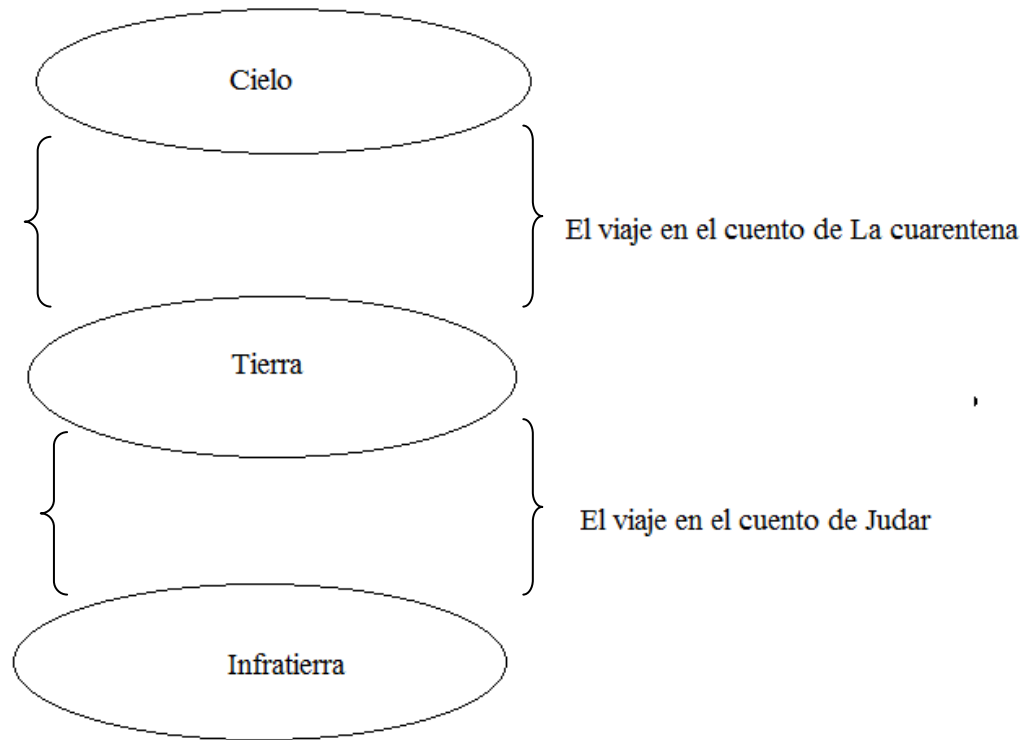 Cielo
El viaje en el cuento de La cuarentena
Tierra
El viaje en el cuento de Judar
Infratierra